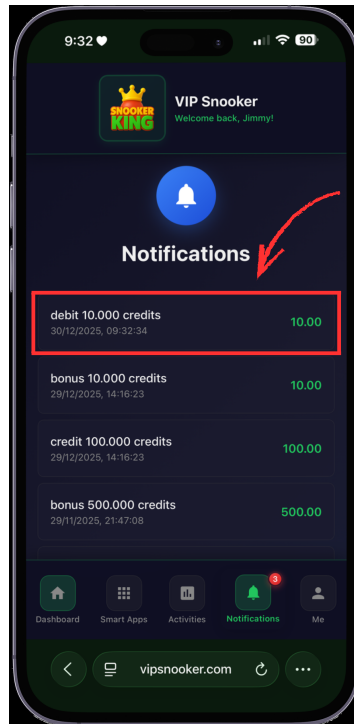 9:32
90
SNOOKER
KING
VIP Snooker
Welcome back, Jimmy!
Notifications
debit 10.000 credits
30/12/2025, 09:32:34
10.00
bonus 10.000 credits
29/12/2025, 14:16:23
10.00
credit 100.000 credits
29/12/2025, 14:16:23
100.00
bonus 500.000 credits
29/11/2025, 21:47:08
500.00
3
Dashboard
Smart Apps
Activities
Notifications
Me
vipsnooker.com